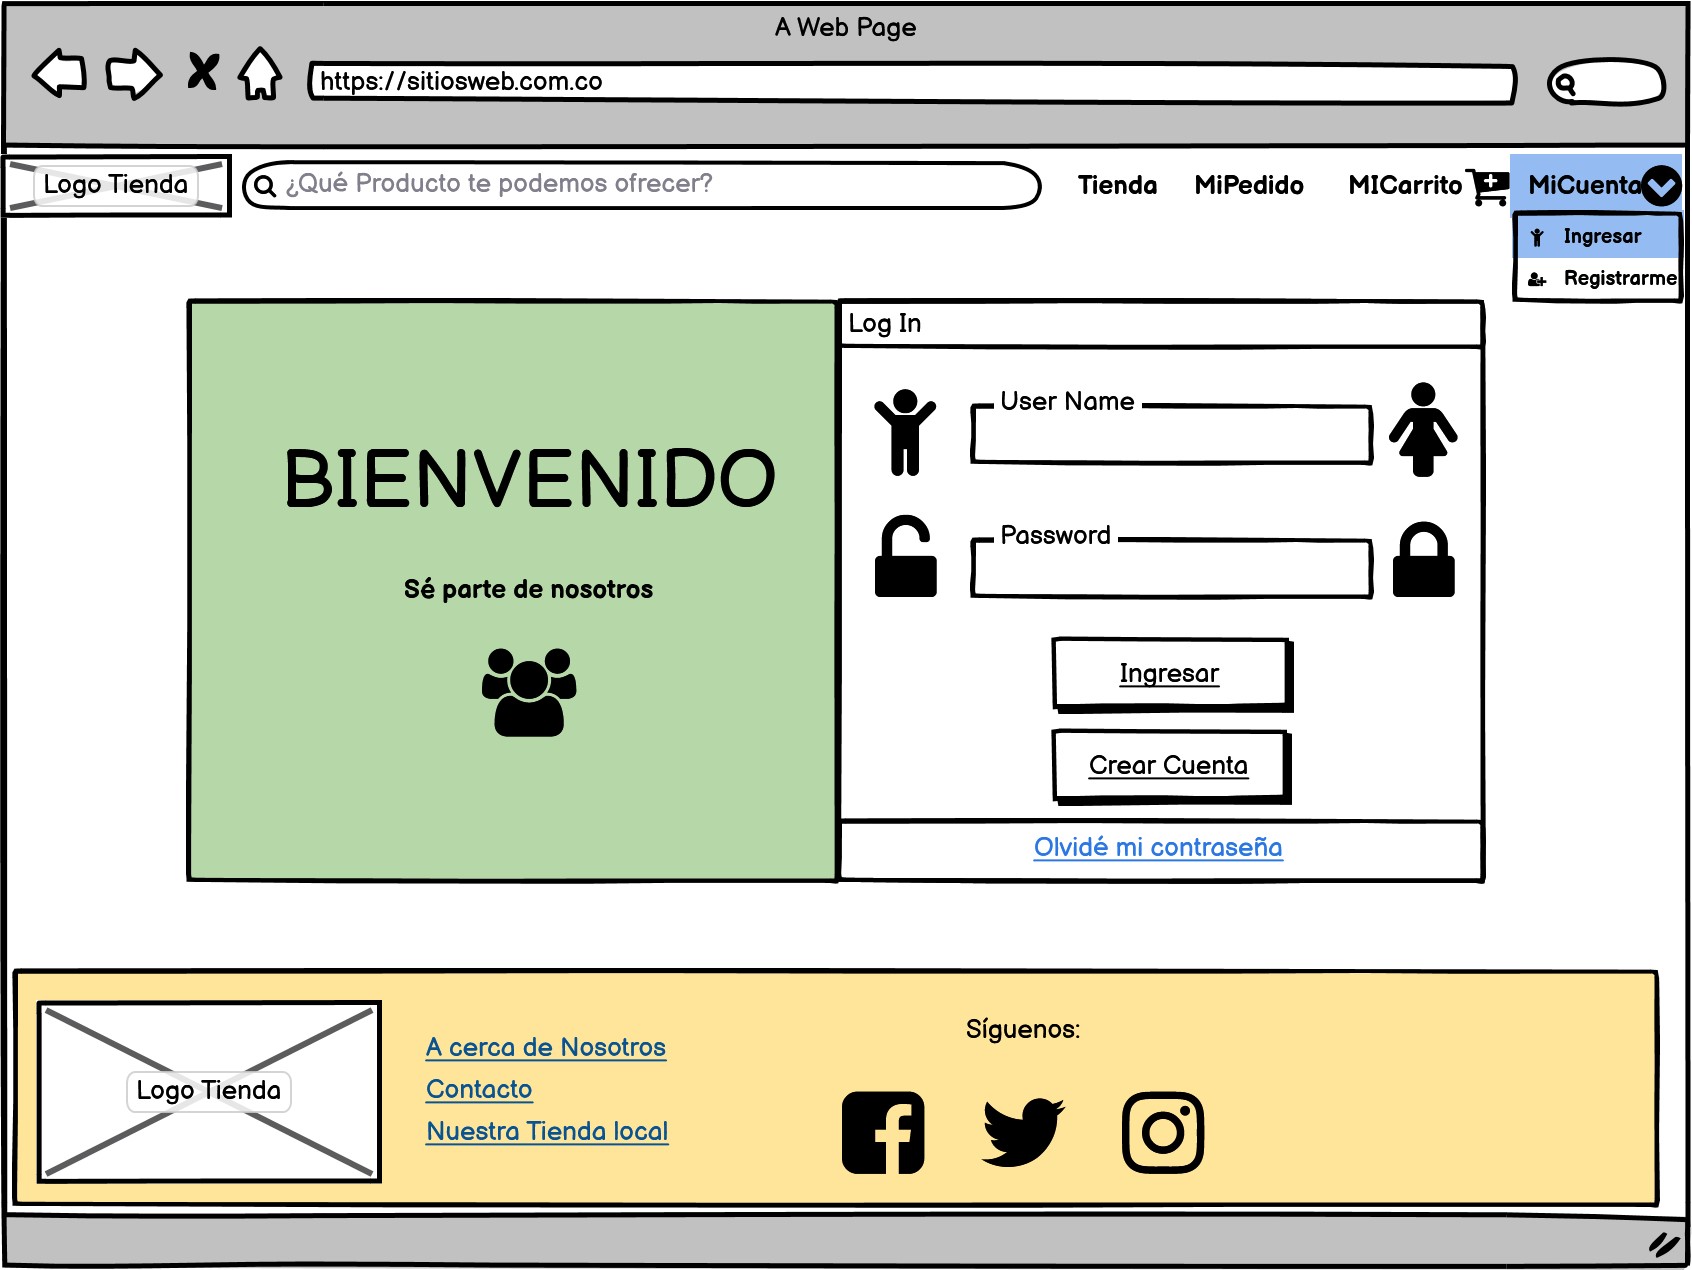 A Web Page
https://sitiosweb.com.co
Logo Tienda
¿Qué Producto te podemos ofrecer?
Tienda
MiPedido
MICarrito
MiCuenta
Ingresar
Registrarme
BIENVENIDO
Sé parte de nosotros
Log In
User Name
Password
Ingresar
Crear Cuenta
Olvidé mi contraseña
Logo Tienda
A cerca de Nosotros
Contacto
Nuestra Tienda local
Síguenos: